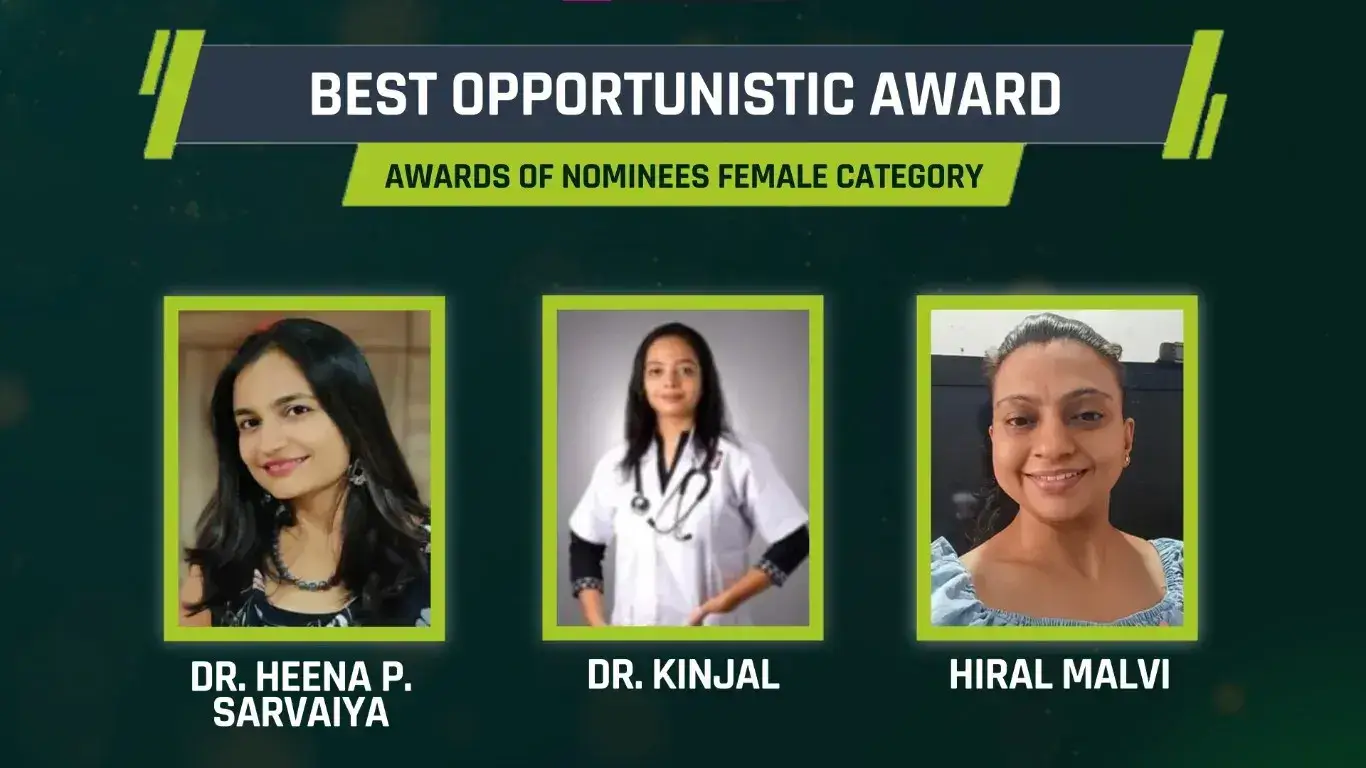 BEST OPPORTUNISTIC AWARD
AWARDS OF NOMINEES FEMALE CATEGORY
DR. HEENA P.
SARVAIYA
DR. KINJAL
HIRAL MALVI